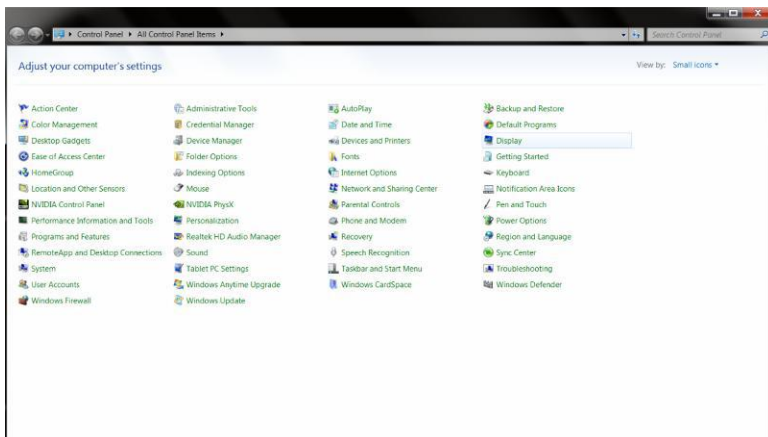 Control Panel All Control Panel Items Search Control Panel
Adjust your computer's settings View by: Small icons
Action Center Administrative Tools AutoPlay Backup and Restore
Color Management Credential Manager Date and Time Default Programs
Desktop Gadgets Device Manager Devices and Printers Display
Ease of Access Center Folder Options Fonts Getting Started
HomeGroup Indexing Options Internet Options Keyboard
Location and Other Sensors Mouse Network and Sharing Center Notification Area Icons
NVIDIA Control Panel NVIDIA PhysX Parental Controls Pen and Touch
Performance Information and Tools Personalization Phone and Modem Power Options
Programs and Features Realtek HD Audio Manager Recovery Region and Language
RemoteApp and Desktop Connections Sound Speech Recognition Sync Center
System Tablet PC Settings Taskbar and Start Menu Troubleshooting
User Accounts Windows Anytime Upgrade Windows CardSpace Windows Defender
Windows Firewall Windows Update